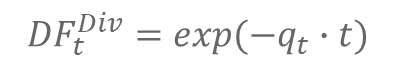 DF_t^{Div} = exp(−q_t · t)